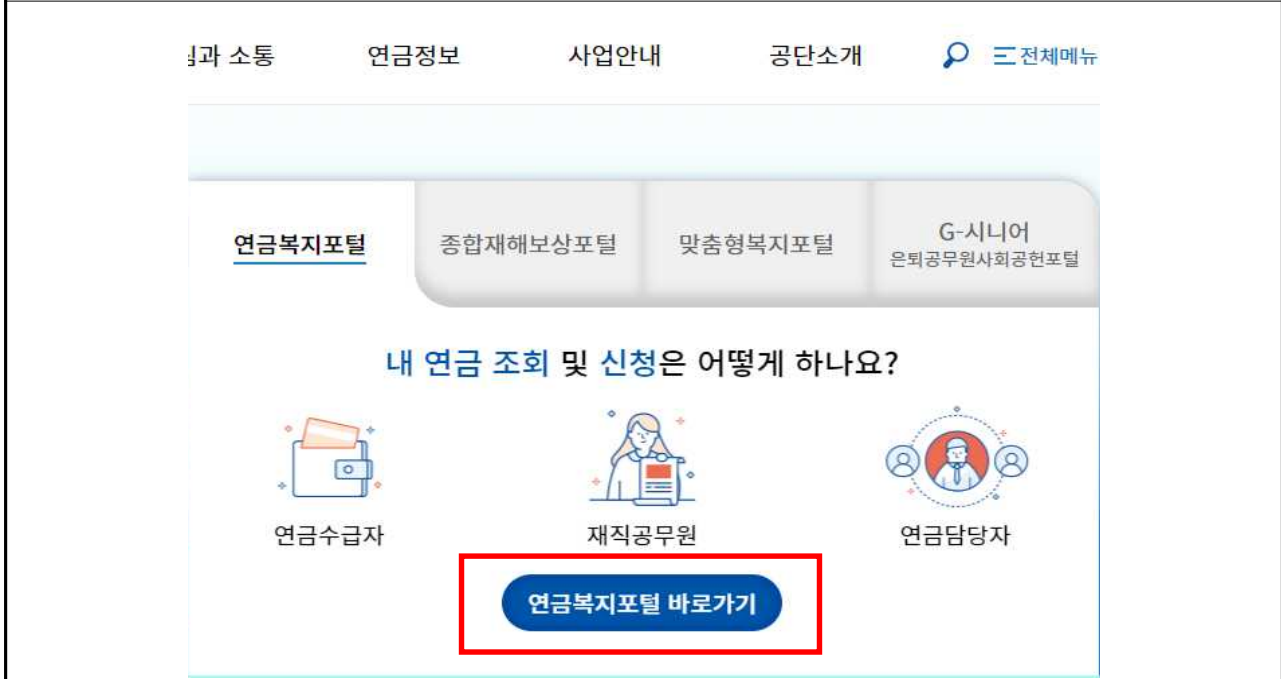 과 소통 연금정보 사업안내 공단소개 전체메뉴
연금복지포털 종합재해보상포털 맞춤형복지포털 G-시니어
은퇴공무원사회공헌포털
내 연금 조회 및 신청은 어떻게 하나요?
연금수급자 재직공무원 연금담당자
연금복지포털 바로가기